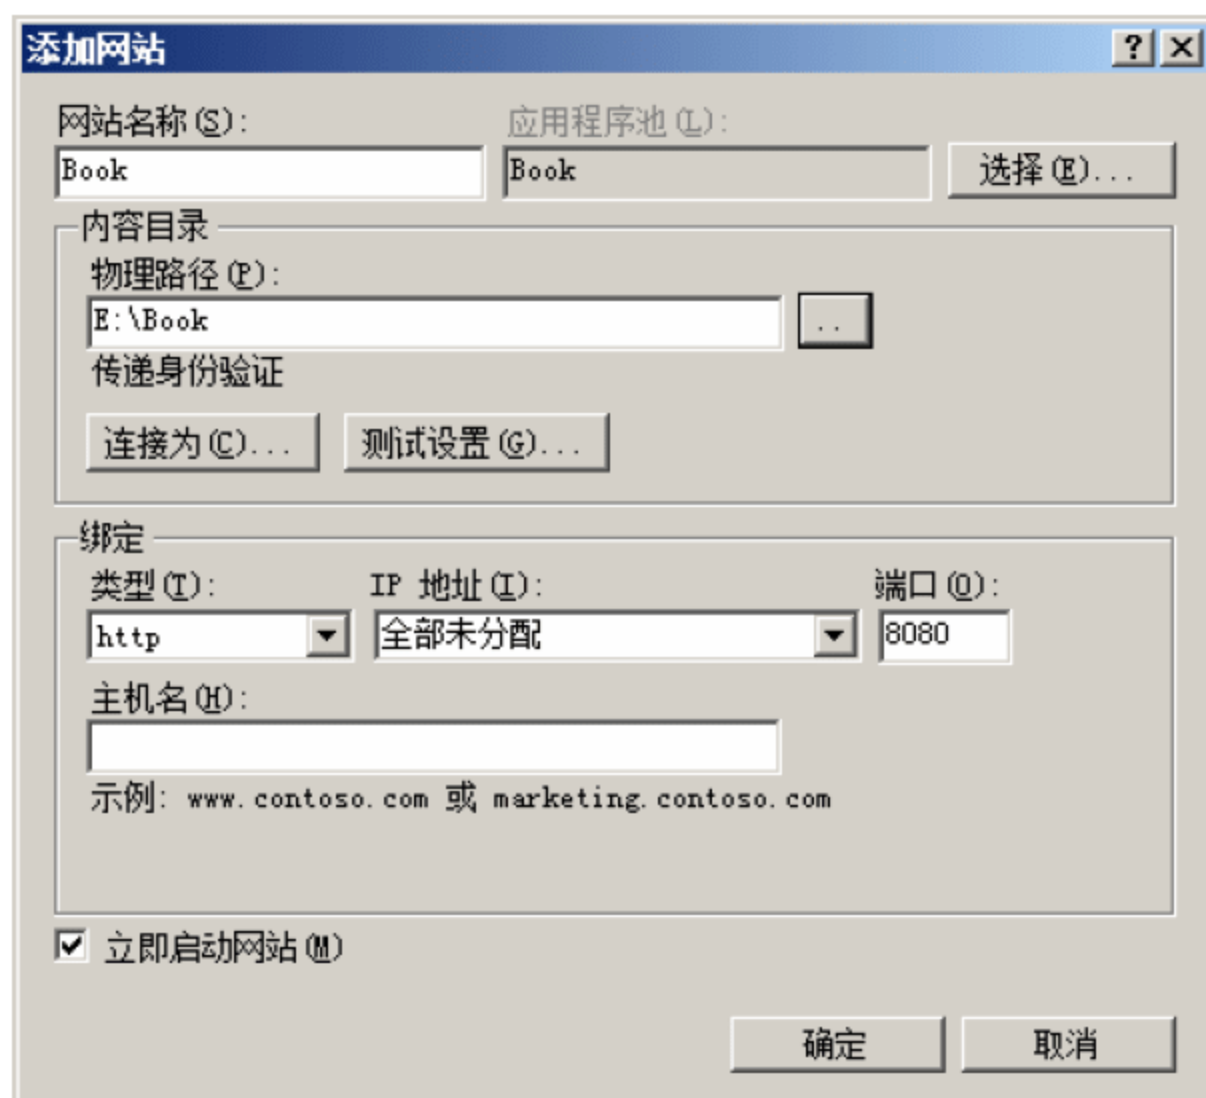 添加网站
网站名称(S): 应用程序池(L):
Book Book 选择(E)...
内容目录
物理路径(P):
E:\Book ..
传递身份验证
连接为(C)... 测试设置(G)...
绑定
类型(T): IP 地址(I): 端口(O):
http 全部未分配 8080
主机名(H):
示例: www.contoso.com 或 marketing.contoso.com
立即启动网站(M)
确定 取消